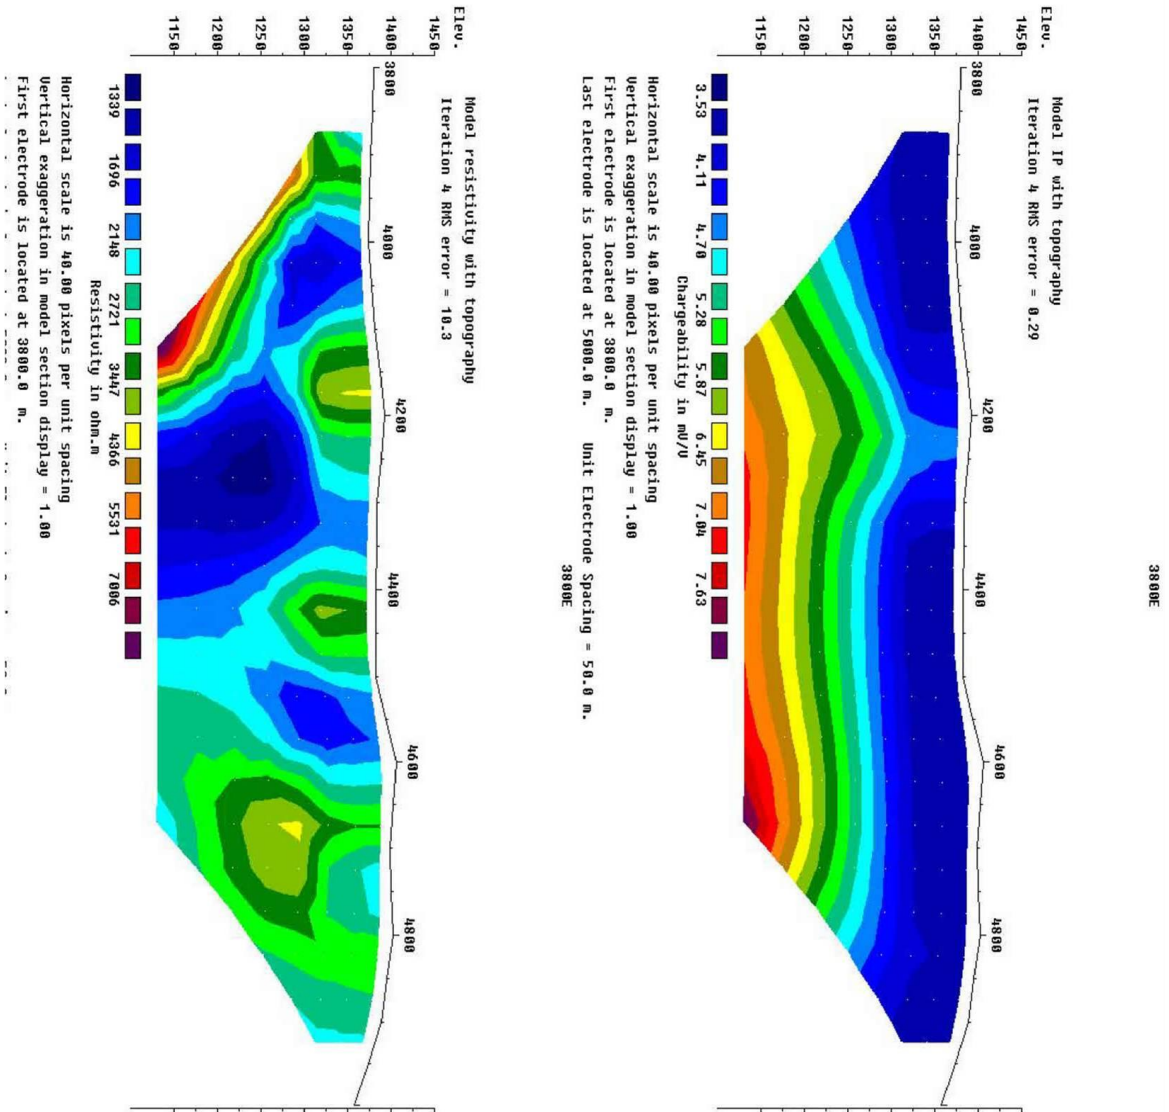 3800E
Model IP with topography
Iteration 4 RMS error = 0.29
Elev.
3800 4000 4200 4400 4600 4800
1450
1400
1350
1300
1250
1200
1150
3.53 4.11 4.70 5.28 5.87 6.45 7.04 7.63
Chargeability in mV/V
Horizontal scale is 40.00 pixels per unit spacing
Vertical exaggeration in model section display = 1.00
First electrode is located at 3800.0 m.
Last electrode is located at 5000.0 m. Unit Electrode Spacing = 50.0 m.
3800E
Model resistivity with topography
Iteration 4 RMS error = 10.3
Elev.
3800 4000 4200 4400 4600 4800
1450
1400
1350
1300
1250
1200
1150
1339 1696 2148 2721 3447 4366 5531 7006
Resistivity in ohm.m
Horizontal scale is 40.00 pixels per unit spacing
Vertical exaggeration in model section display = 1.00
First electrode is located at 3800.0 m.